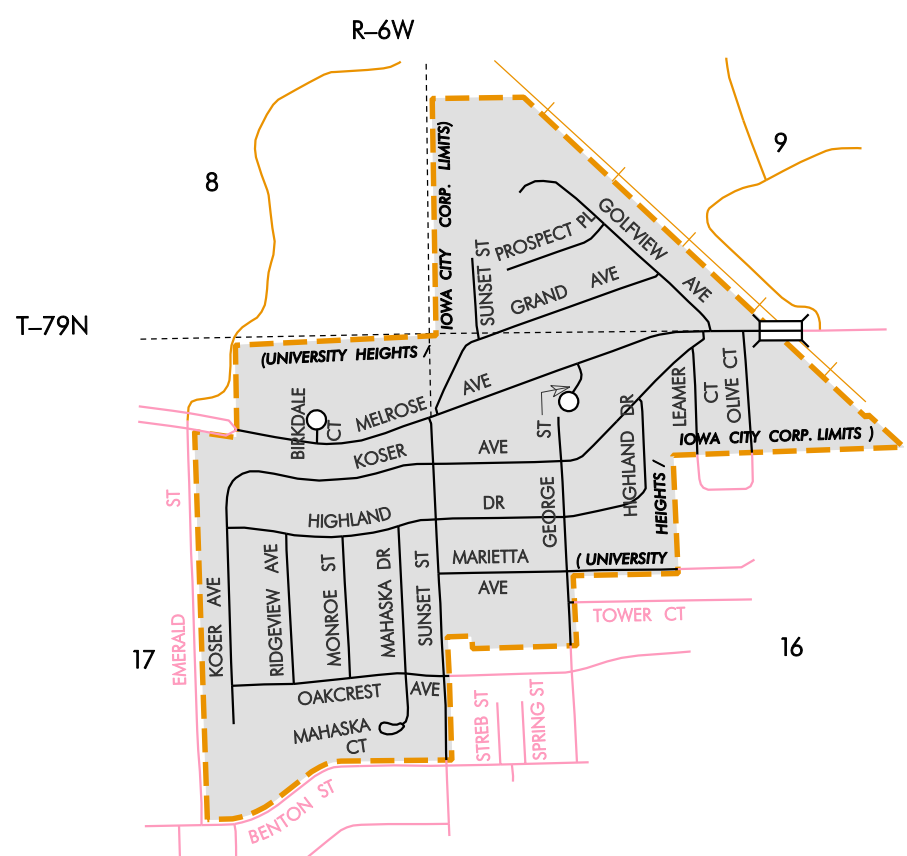 R–6W
9
8
IOWA CITY CORP. LIMITS)
GOLFVIEW AVE
PROSPECT PL
SUNSET ST
GRAND AVE
T–79N
(UNIVERSITY HEIGHTS /
BIRKDALE CT
MELROSE AVE
ST
HIGHLAND DR
LEAMER CT
OLIVE CT
IOWA CITY CORP. LIMITS )
KOSER AVE
HEIGHTS /
ST
GEORGE
HIGHLAND DR
MARIETTA AVE
( UNIVERSITY
KOSER AVE
RIDGEVIEW AVE
MONROE ST
MAHASKA DR
SUNSET ST
EMERALD
TOWER CT
17
16
OAKCREST AVE
MAHASKA
CT
STREB ST
SPRING ST
BENTON ST